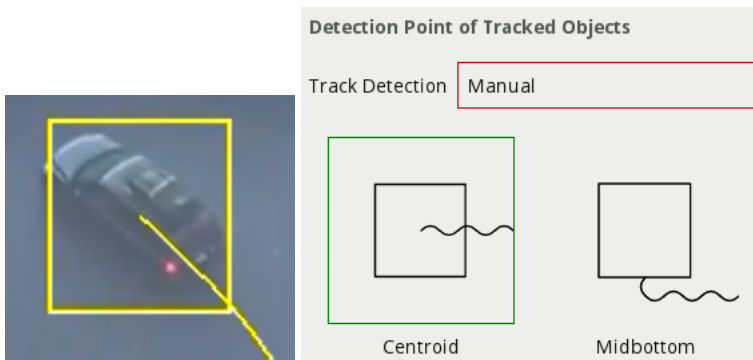 Detection Point of Tracked Objects
Track Detection Manual
Centroid Midbottom